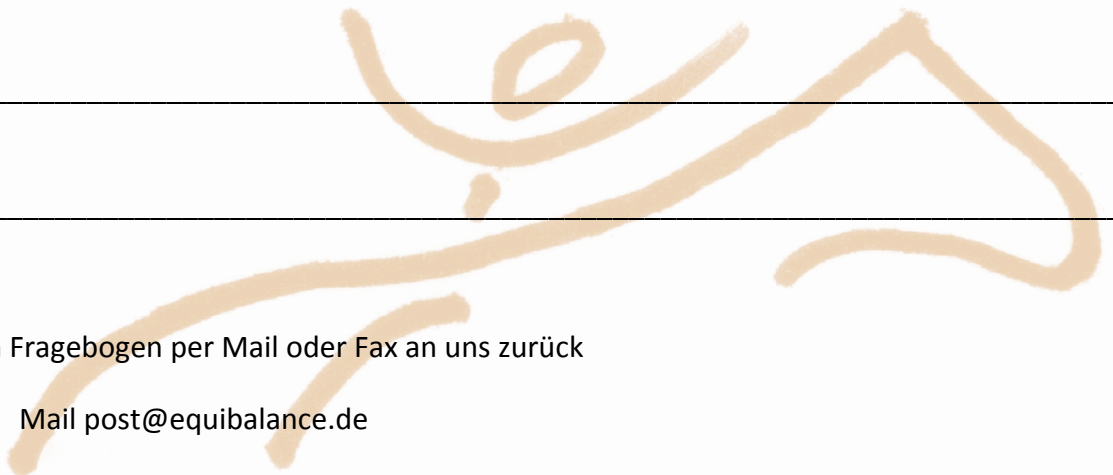 Fragebogen per Mail oder Fax an uns zurück
Mail post@equibalance.de